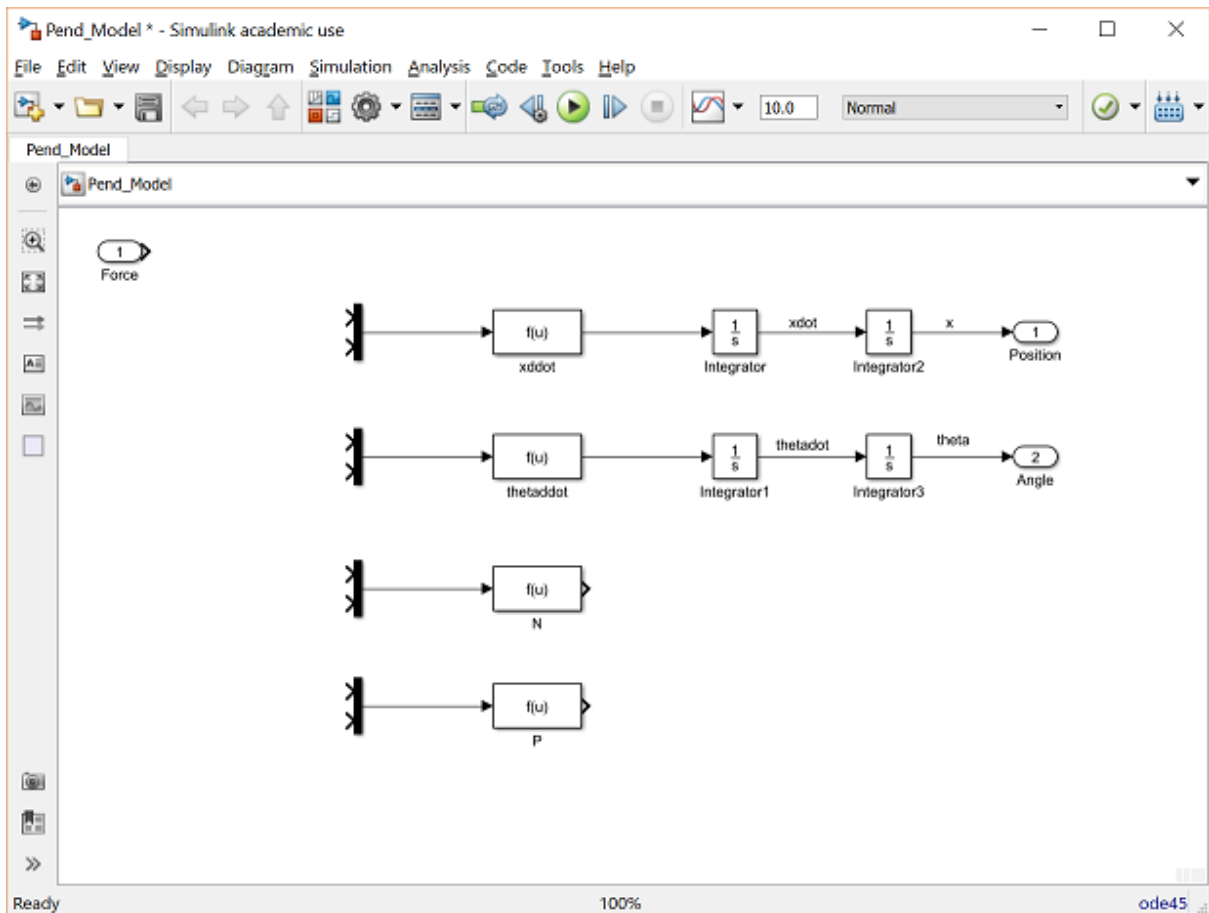 Pend_Model * - Simulink academic use
File Edit View Display Diagram Simulation Analysis Code Tools Help
10.0 Normal
Pend_Model
Pend_Model
1
Force
f(u)
xddot
1
s
Integrator
xdot
1
s
Integrator2
x
1
Position
f(u)
thetaddot
1
s
Integrator1
thetadot
1
s
Integrator3
theta
2
Angle
f(u)
N
f(u)
P
Ready 100% ode45